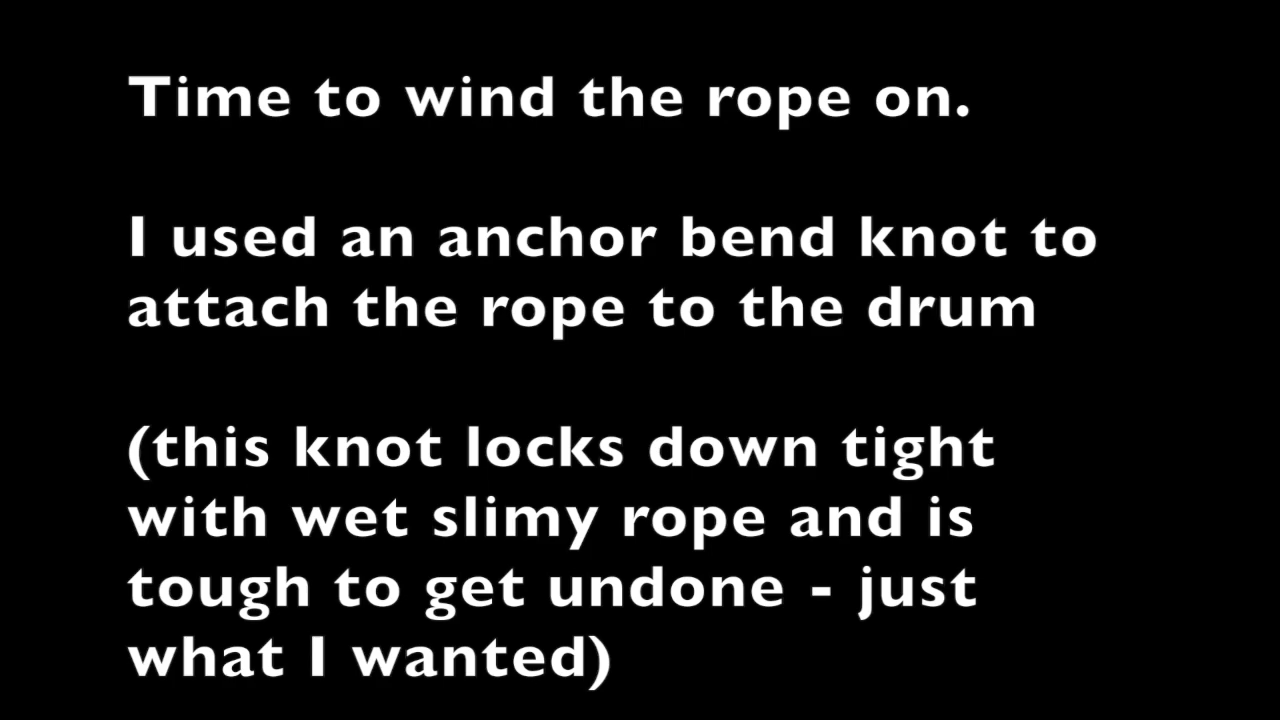 Time to wind the rope on.
I used an anchor bend knot to
attach the rope to the drum
(this knot locks down tight
with wet slimy rope and is
tough to get undone - just
what I wanted)